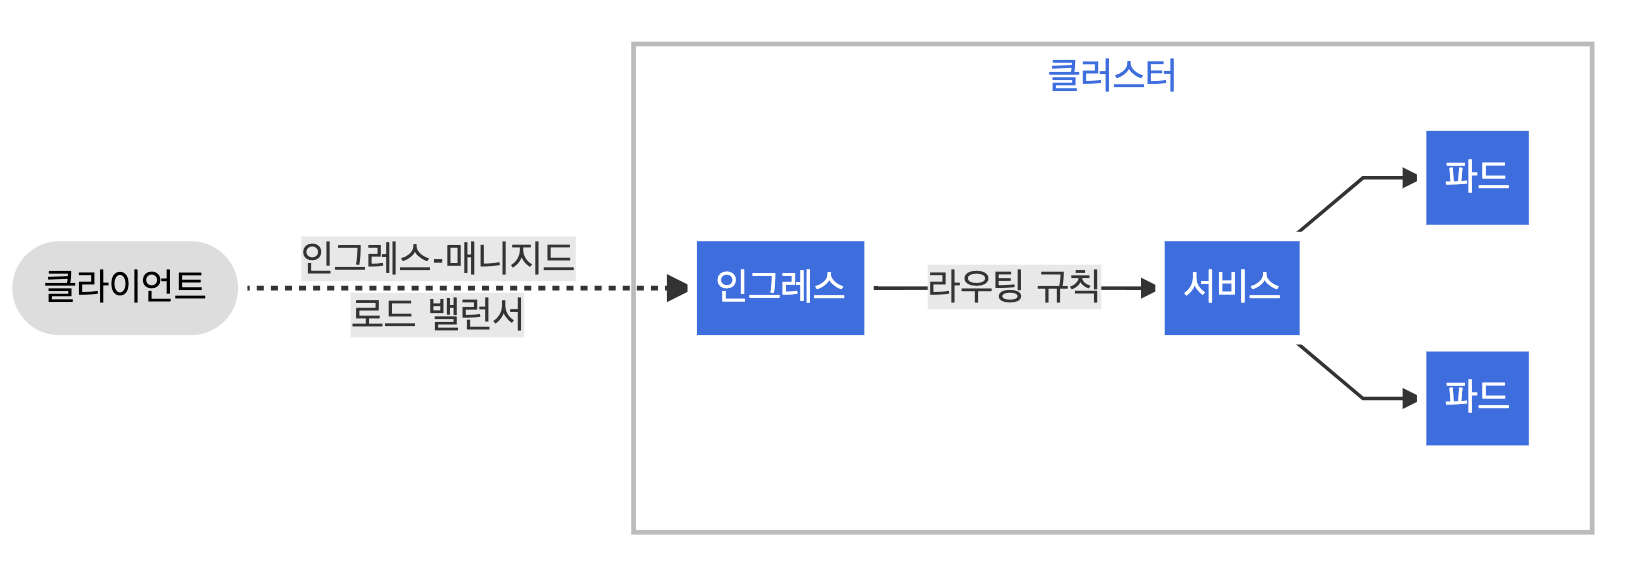 클러스터
클라이언트
인그레스-매니지드
로드 밸런서
인그레스
라우팅 규칙
서비스
파드
파드